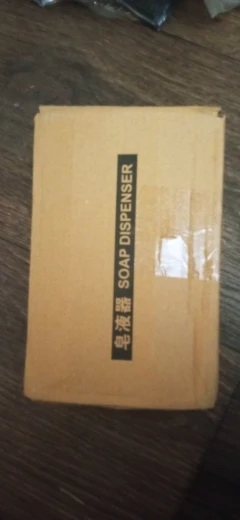 皂液器 SOAP DISPENSER